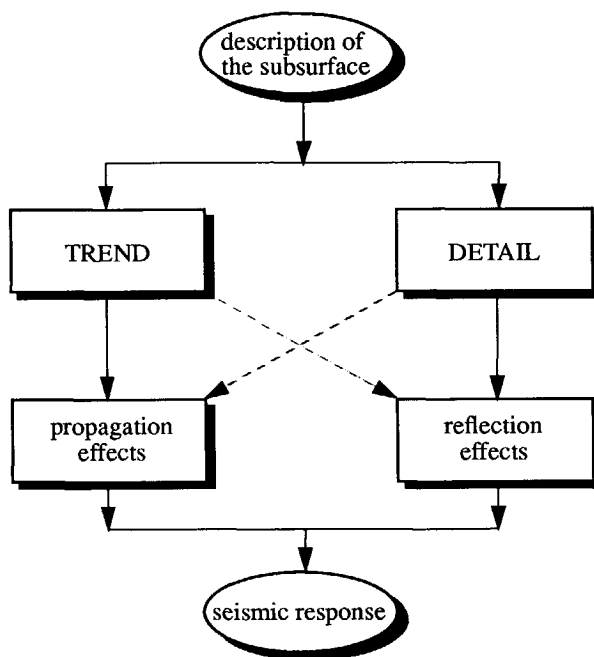 description of
the subsurface
TREND
DETAIL
propagation
effects
reflection
effects
seismic response